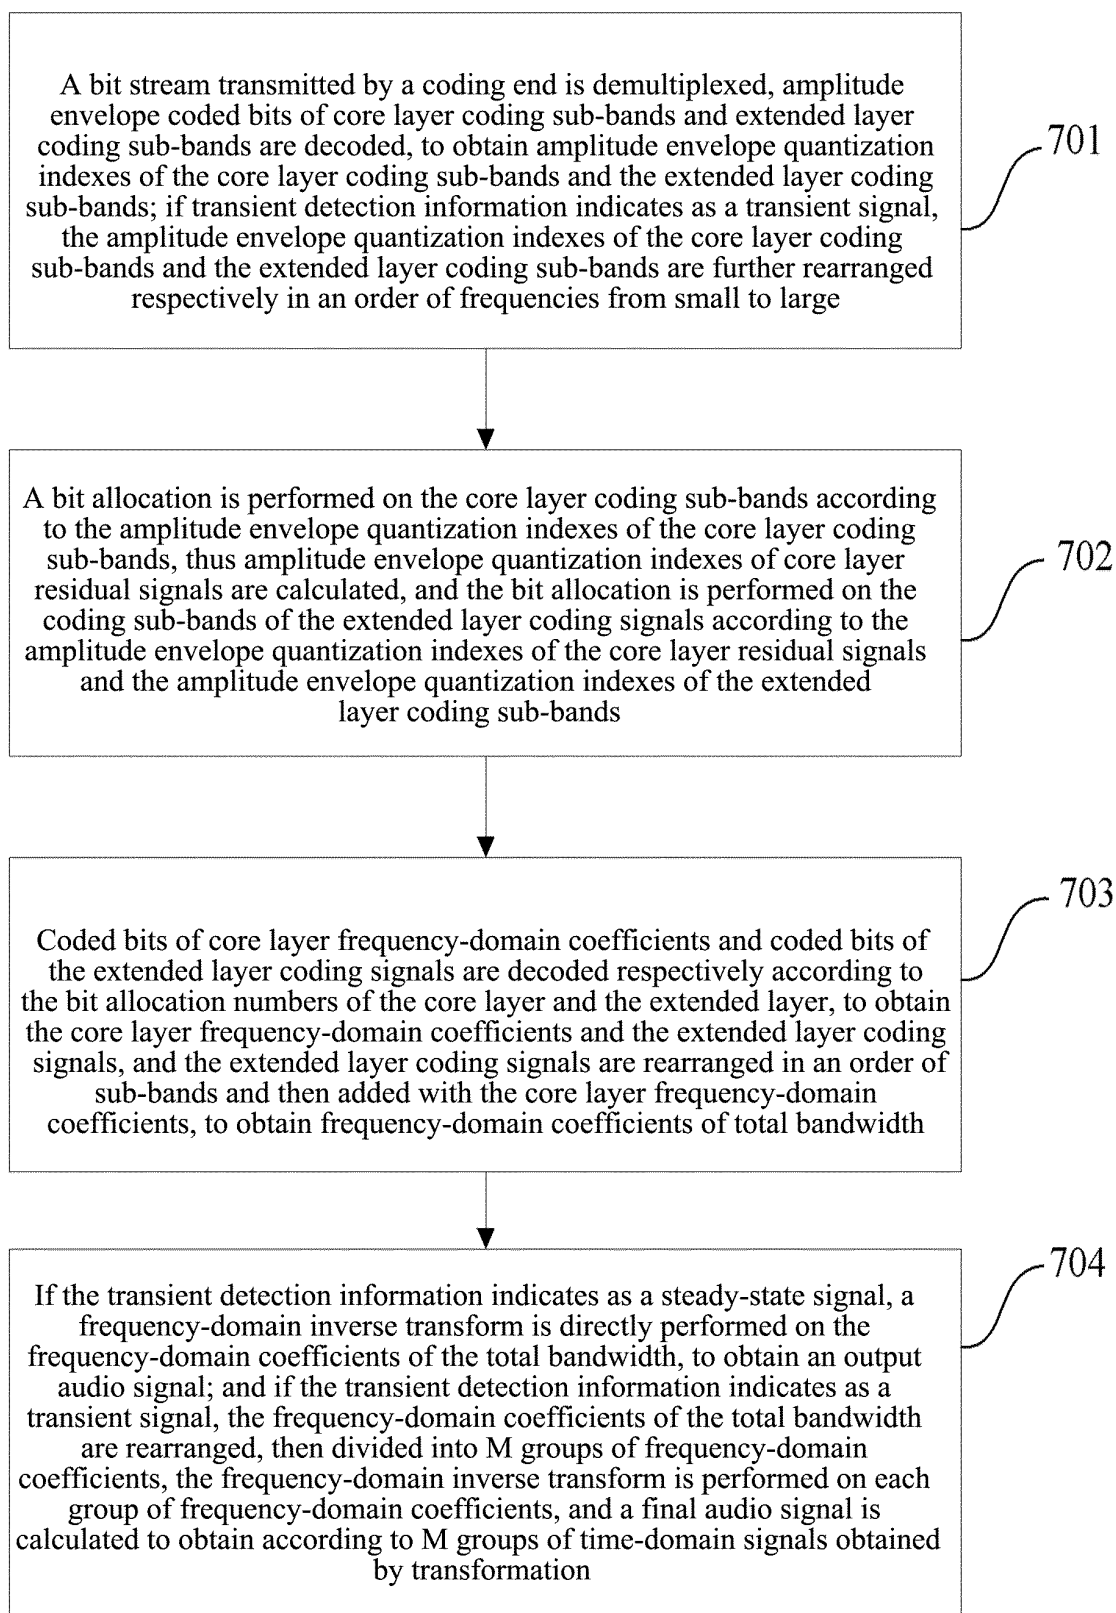 A bit stream transmitted by a coding end is demultiplexed, amplitude
envelope coded bits of core layer coding sub-bands and extended layer
coding sub-bands are decoded, to obtain amplitude envelope quantization
indexes of the core layer coding sub-bands and the extended layer coding
sub-bands; if transient detection information indicates as a transient signal,
the amplitude envelope quantization indexes of the core layer coding
sub-bands and the extended layer coding sub-bands are further rearranged
respectively in an order of frequencies from small to large
701
A bit allocation is performed on the core layer coding sub-bands according
to the amplitude envelope quantization indexes of the core layer coding
sub-bands, thus amplitude envelope quantization indexes of core layer
residual signals are calculated, and the bit allocation is performed on the
coding sub-bands of the extended layer coding signals according to the
amplitude envelope quantization indexes of the core layer residual signals
and the amplitude envelope quantization indexes of the extended
layer coding sub-bands
702
Coded bits of core layer frequency-domain coefficients and coded bits of
the extended layer coding signals are decoded respectively according to
the bit allocation numbers of the core layer and the extended layer, to obtain
the core layer frequency-domain coefficients and the extended layer coding
signals, and the extended layer coding signals are rearranged in an order of
sub-bands and then added with the core layer frequency-domain
coefficients, to obtain frequency-domain coefficients of total bandwidth
703
If the transient detection information indicates as a steady-state signal, a
frequency-domain inverse transform is directly performed on the
frequency-domain coefficients of the total bandwidth, to obtain an output
audio signal; and if the transient detection information indicates as a
transient signal, the frequency-domain coefficients of the total bandwidth
are rearranged, then divided into M groups of frequency-domain
coefficients, the frequency-domain inverse transform is performed on each
group of frequency-domain coefficients, and a final audio signal is
calculated to obtain according to M groups of time-domain signals obtained
by transformation
704